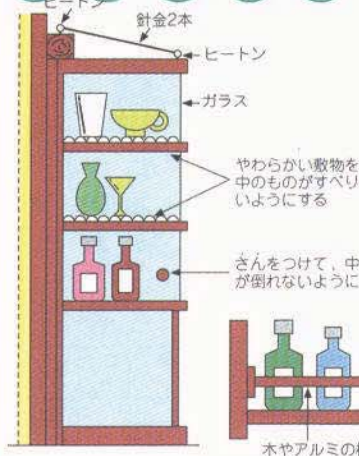 ヒートン
針金2本
ヒートン
ガラス
やわらかい敷物を
中のものがすべり
いようにする
さんをつけて、中
が倒れないように
木やアルミの